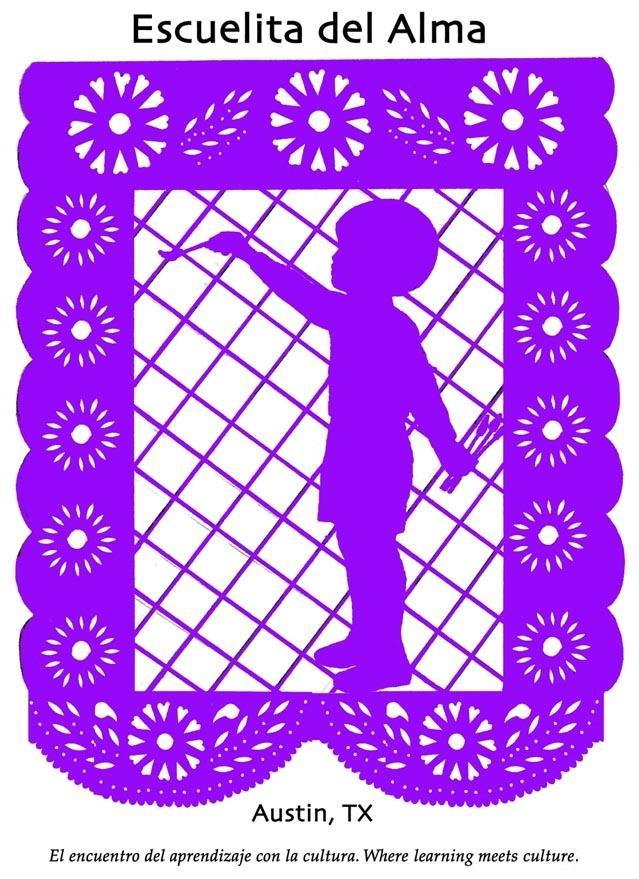 Escuelita del Alma
Austin, TX
El encuentro del aprendizaje con la cultura. Where learning meets culture.